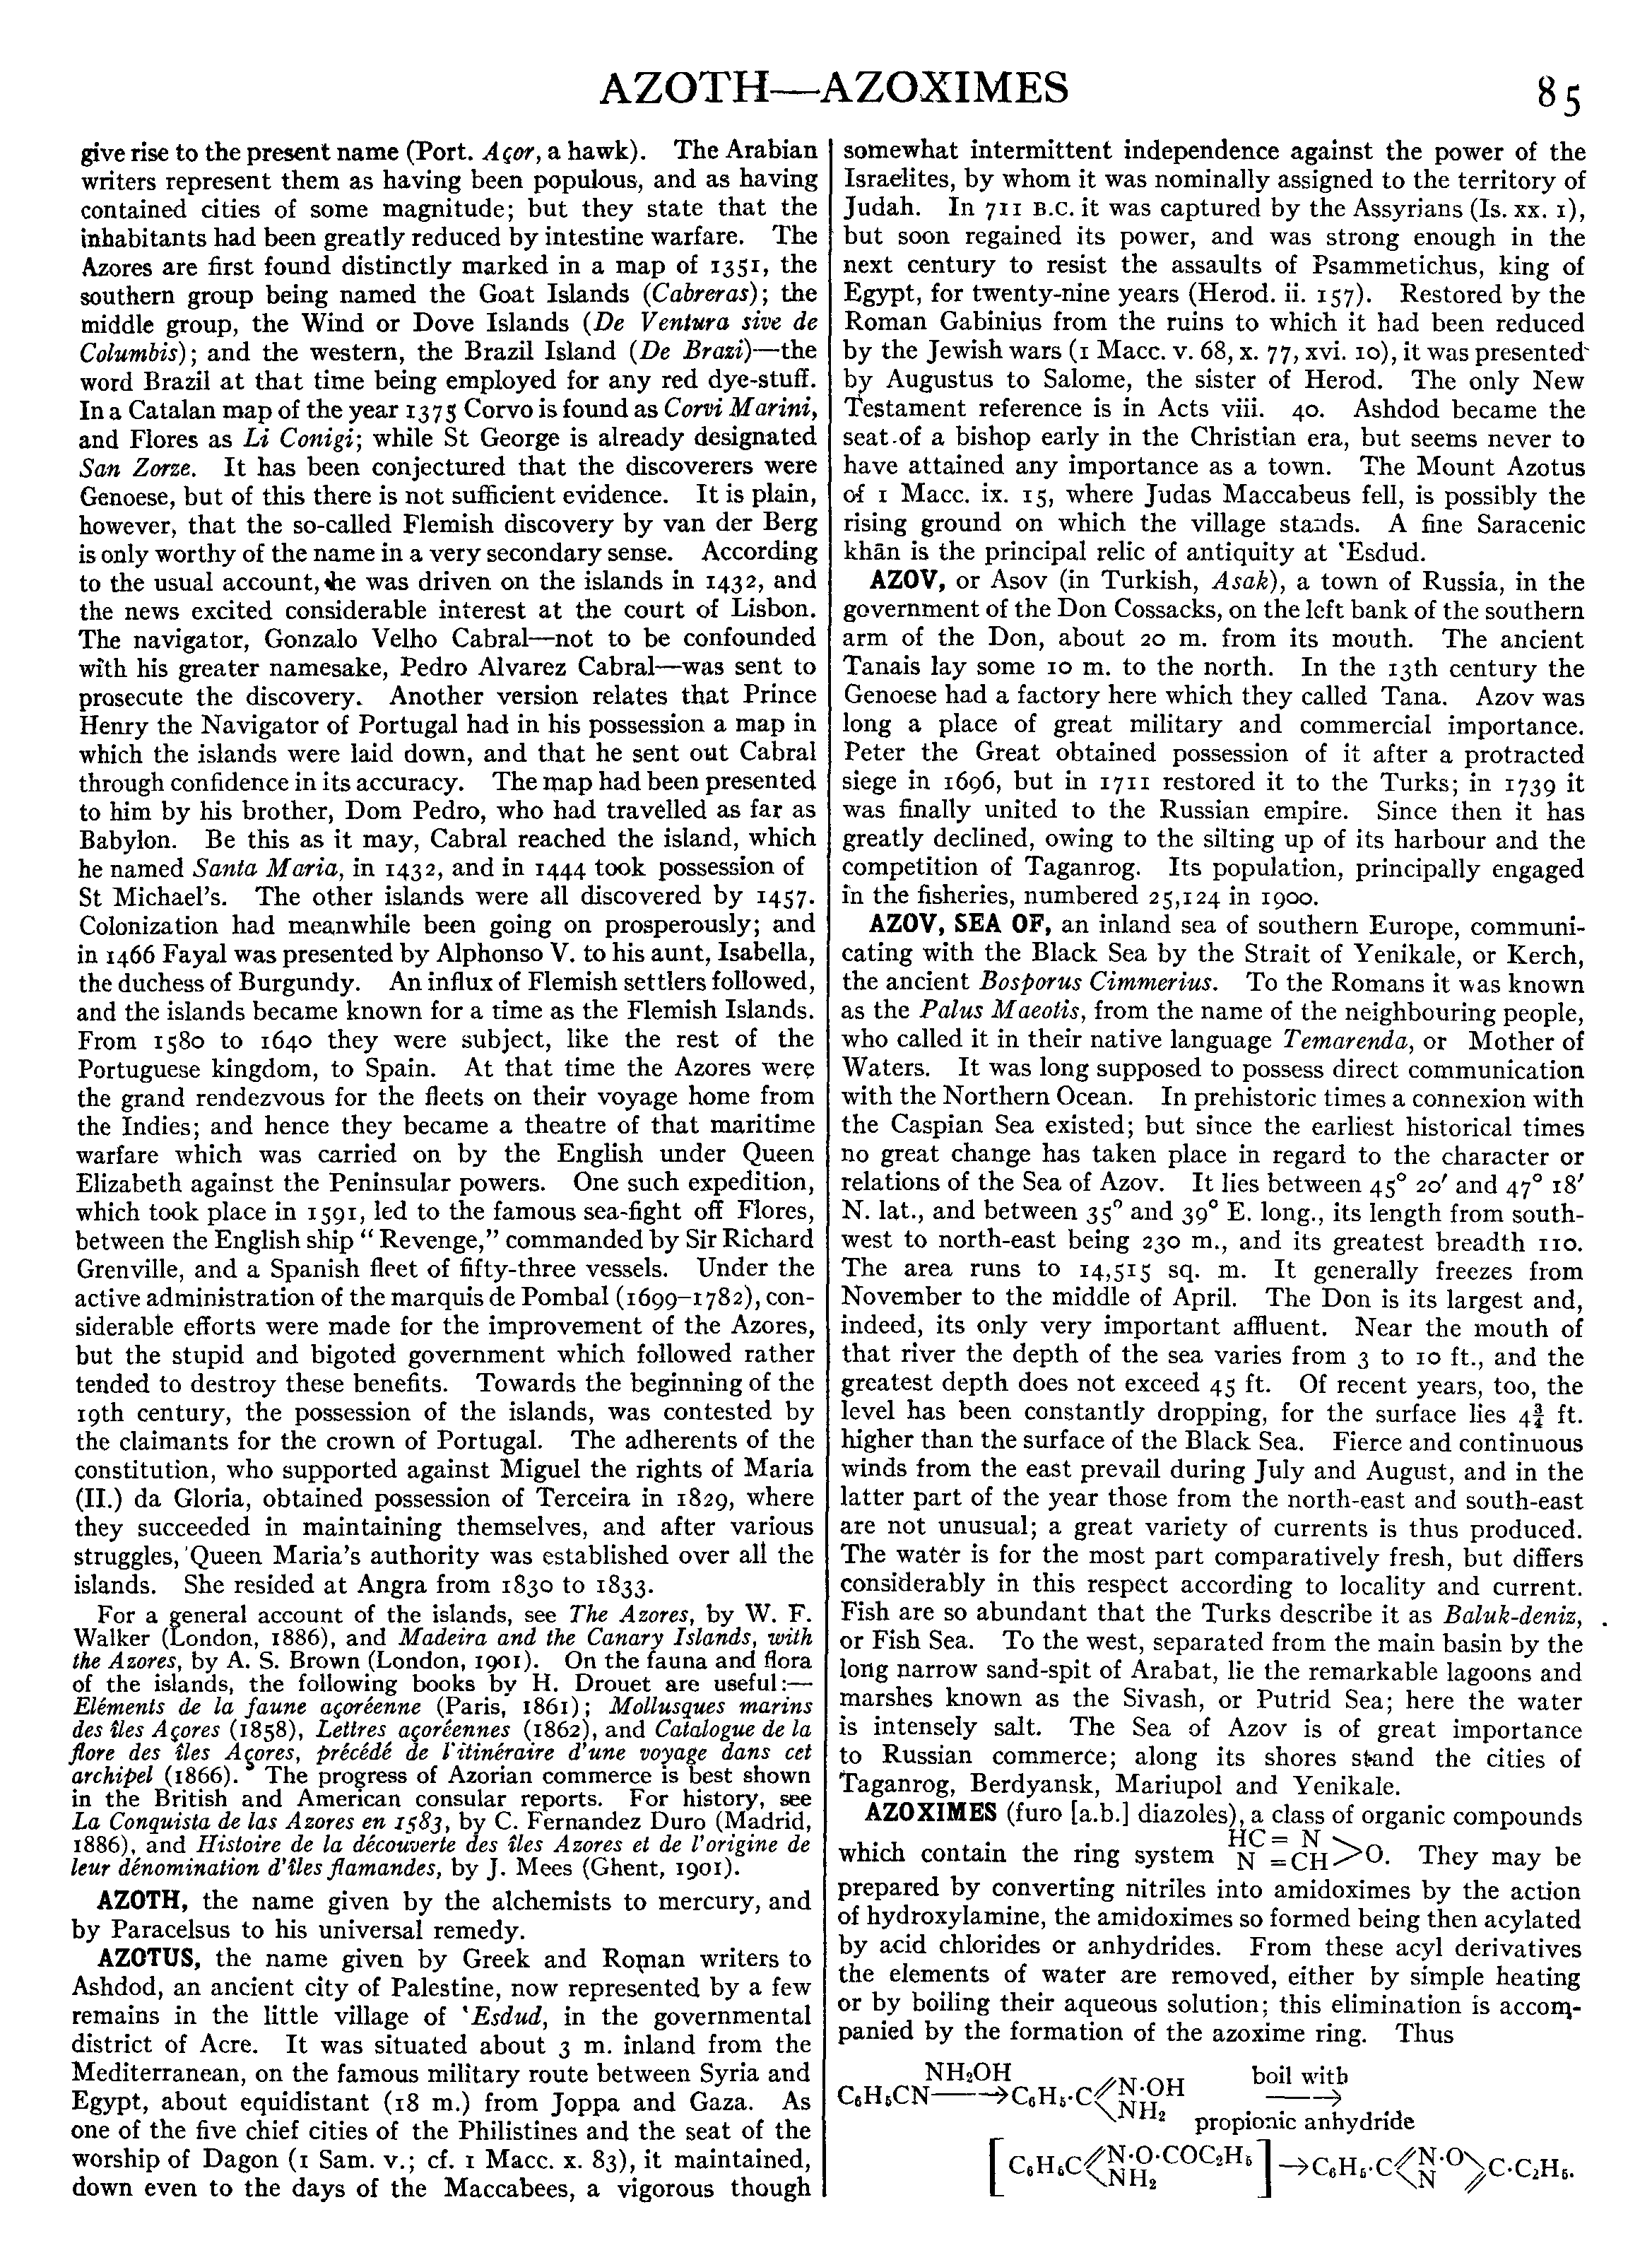 AZOTH—AZOXIMES
85
give rise to the present name (Port. Açor, a hawk). The Arabian
writers represent them as having been populous, and as having
contained cities of some magnitude; but they state that the
inhabitants had been greatly reduced by intestine warfare. The
Azores are first found distinctly marked in a map of 1351, the
southern group being named the Goat Islands (Cabreras); the
middle group, the Wind or Dove Islands (De Ventura sive de
Columbis); and the western, the Brazil Island (De Brazi)—the
word Brazil at that time being employed for any red dye-stuff.
In a Catalan map of the year 1375 Corvo is found as Corvi Marini,
and Flores as Li Conigi; while St George is already designated
San Zorze. It has been conjectured that the discoverers were
Genoese, but of this there is not sufficient evidence. It is plain,
however, that the so-called Flemish discovery by van der Berg
is only worthy of the name in a very secondary sense. According
to the usual account, he was driven on the islands in 1432, and
the news excited considerable interest at the court of Lisbon.
The navigator, Gonzalo Velho Cabral—not to be confounded
with his greater namesake, Pedro Alvarez Cabral—was sent to
prosecute the discovery. Another version relates that Prince
Henry the Navigator of Portugal had in his possession a map in
which the islands were laid down, and that he sent out Cabral
through confidence in its accuracy. The map had been presented
to him by his brother, Dom Pedro, who had travelled as far as
Babylon. Be this as it may, Cabral reached the island, which
he named Santa Maria, in 1432, and in 1444 took possession of
St Michael's. The other islands were all discovered by 1457.
Colonization had meanwhile been going on prosperously; and
in 1466 Fayal was presented by Alphonso V. to his aunt, Isabella,
the duchess of Burgundy. An influx of Flemish settlers followed,
and the islands became known for a time as the Flemish Islands.
From 1580 to 1640 they were subject, like the rest of the
Portuguese kingdom, to Spain. At that time the Azores were
the grand rendezvous for the fleets on their voyage home from
the Indies; and hence they became a theatre of that maritime
warfare which was carried on by the English under Queen
Elizabeth against the Peninsular powers. One such expedition,
which took place in 1591, led to the famous sea-fight off Flores,
between the English ship "Revenge," commanded by Sir Richard
Grenville, and a Spanish fleet of fifty-three vessels. Under the
active administration of the marquis de Pombal (1699–1782), con-
siderable efforts were made for the improvement of the Azores,
but the stupid and bigoted government which followed rather
tended to destroy these benefits. Towards the beginning of the
19th century, the possession of the islands, was contested by
the claimants for the crown of Portugal. The adherents of the
constitution, who supported against Miguel the rights of Maria
(II.) da Gloria, obtained possession of Terceira in 1829, where
they succeeded in maintaining themselves, and after various
struggles, Queen Maria's authority was established over all the
islands. She resided at Angra from 1830 to 1833.
For a general account of the islands, see The Azores, by W. F.
Walker (London, 1886), and Madeira and the Canary Islands, with
the Azores, by A. S. Brown (London, 1901). On the fauna and flora
of the islands, the following books by H. Drouet are useful:—
Eléments de la faune açoréenne (Paris, 1861); Mollusques marins
des îles Açores (1858), Lettres açoréennes (1862), and Catalogue de la
flore des îles Açores, précédé de l'itinéraire d'une voyage dans cet
archipel (1866). The progress of Azorian commerce is best shown
in the British and American consular reports. For history, see
La Conquista de las Azores en 1583, by C. Fernandez Duro (Madrid,
1886), and Histoire de la découverte des îles Azores et de l'origine de
leur dénomination d'îles flamandes, by J. Mees (Ghent, 1901).
AZOTH, the name given by the alchemists to mercury, and
by Paracelsus to his universal remedy.
AZOTUS, the name given by Greek and Roman writers to
Ashdod, an ancient city of Palestine, now represented by a few
remains in the little village of 'Esdud, in the governmental
district of Acre. It was situated about 3 m. inland from the
Mediterranean, on the famous military route between Syria and
Egypt, about equidistant (18 m.) from Joppa and Gaza. As
one of the five chief cities of the Philistines and the seat of the
worship of Dagon (1 Sam. v.; cf. 1 Macc. x. 83), it maintained,
down even to the days of the Maccabees, a vigorous though
somewhat intermittent independence against the power of the
Israelites, by whom it was nominally assigned to the territory of
Judah. In 711 B.C. it was captured by the Assyrians (Is. xx. 1),
but soon regained its power, and was strong enough in the
next century to resist the assaults of Psammetichus, king of
Egypt, for twenty-nine years (Herod. ii. 157). Restored by the
Roman Gabinius from the ruins to which it had been reduced
by the Jewish wars (1 Macc. v. 68, x. 77, xvi. 10), it was presented
by Augustus to Salome, the sister of Herod. The only New
Testament reference is in Acts viii. 40. Ashdod became the
seat of a bishop early in the Christian era, but seems never to
have attained any importance as a town. The Mount Azotus
of 1 Macc. ix. 15, where Judas Maccabeus fell, is possibly the
rising ground on which the village stands. A fine Saracenic
khān is the principal relic of antiquity at 'Esdud.
AZOV, or Asov (in Turkish, Asak), a town of Russia, in the
government of the Don Cossacks, on the left bank of the southern
arm of the Don, about 20 m. from its mouth. The ancient
Tanais lay some 10 m. to the north. In the 13th century the
Genoese had a factory here which they called Tana. Azov was
long a place of great military and commercial importance.
Peter the Great obtained possession of it after a protracted
siege in 1696, but in 1711 restored it to the Turks; in 1739 it
was finally united to the Russian empire. Since then it has
greatly declined, owing to the silting up of its harbour and the
competition of Taganrog. Its population, principally engaged
in the fisheries, numbered 25,124 in 1900.
AZOV, SEA OF, an inland sea of southern Europe, communi-
cating with the Black Sea by the Strait of Yenikale, or Kerch,
the ancient Bosporus Cimmerius. To the Romans it was known
as the Palus Maeotis, from the name of the neighbouring people,
who called it in their native language Temarenda, or Mother of
Waters. It was long supposed to possess direct communication
with the Northern Ocean. In prehistoric times a connexion with
the Caspian Sea existed; but since the earliest historical times
no great change has taken place in regard to the character or
relations of the Sea of Azov. It lies between 45° 20′ and 47° 18′
N. lat., and between 35° and 39° E. long., its length from south-
west to north-east being 230 m., and its greatest breadth 110.
The area runs to 14,515 sq. m. It generally freezes from
November to the middle of April. The Don is its largest and,
indeed, its only very important affluent. Near the mouth of
that river the depth of the sea varies from 3 to 10 ft., and the
greatest depth does not exceed 45 ft. Of recent years, too, the
level has been constantly dropping, for the surface lies 4¾ ft.
higher than the surface of the Black Sea. Fierce and continuous
winds from the east prevail during July and August, and in the
latter part of the year those from the north-east and south-east
are not unusual; a great variety of currents is thus produced.
The water is for the most part comparatively fresh, but differs
considerably in this respect according to locality and current.
Fish are so abundant that the Turks describe it as Baluk-deniz,
or Fish Sea. To the west, separated from the main basin by the
long narrow sand-spit of Arabat, lie the remarkable lagoons and
marshes known as the Sivash, or Putrid Sea; here the water
is intensely salt. The Sea of Azov is of great importance
to Russian commerce; along its shores stand the cities of
Taganrog, Berdyansk, Mariupol and Yenikale.
AZOXIMES (furo [a.b.] diazoles), a class of organic compounds
which contain the ring system HC= N N =CH>O. They may be
prepared by converting nitriles into amidoximes by the action
of hydroxylamine, the amidoximes so formed being then acylated
by acid chlorides or anhydrides. From these acyl derivatives
the elements of water are removed, either by simple heating
or by boiling their aqueous solution; this elimination is accom-
panied by the formation of the azoxime ring. Thus
NH₂OH boil with
C₆H₅CN——→C₆H₅·C N·OH NH₂ ——→
propionic anhydride
[C₆H₅C N·O·COC₂H₅ NH₂]→C₆H₅·C N·O N C·C₂H₅.